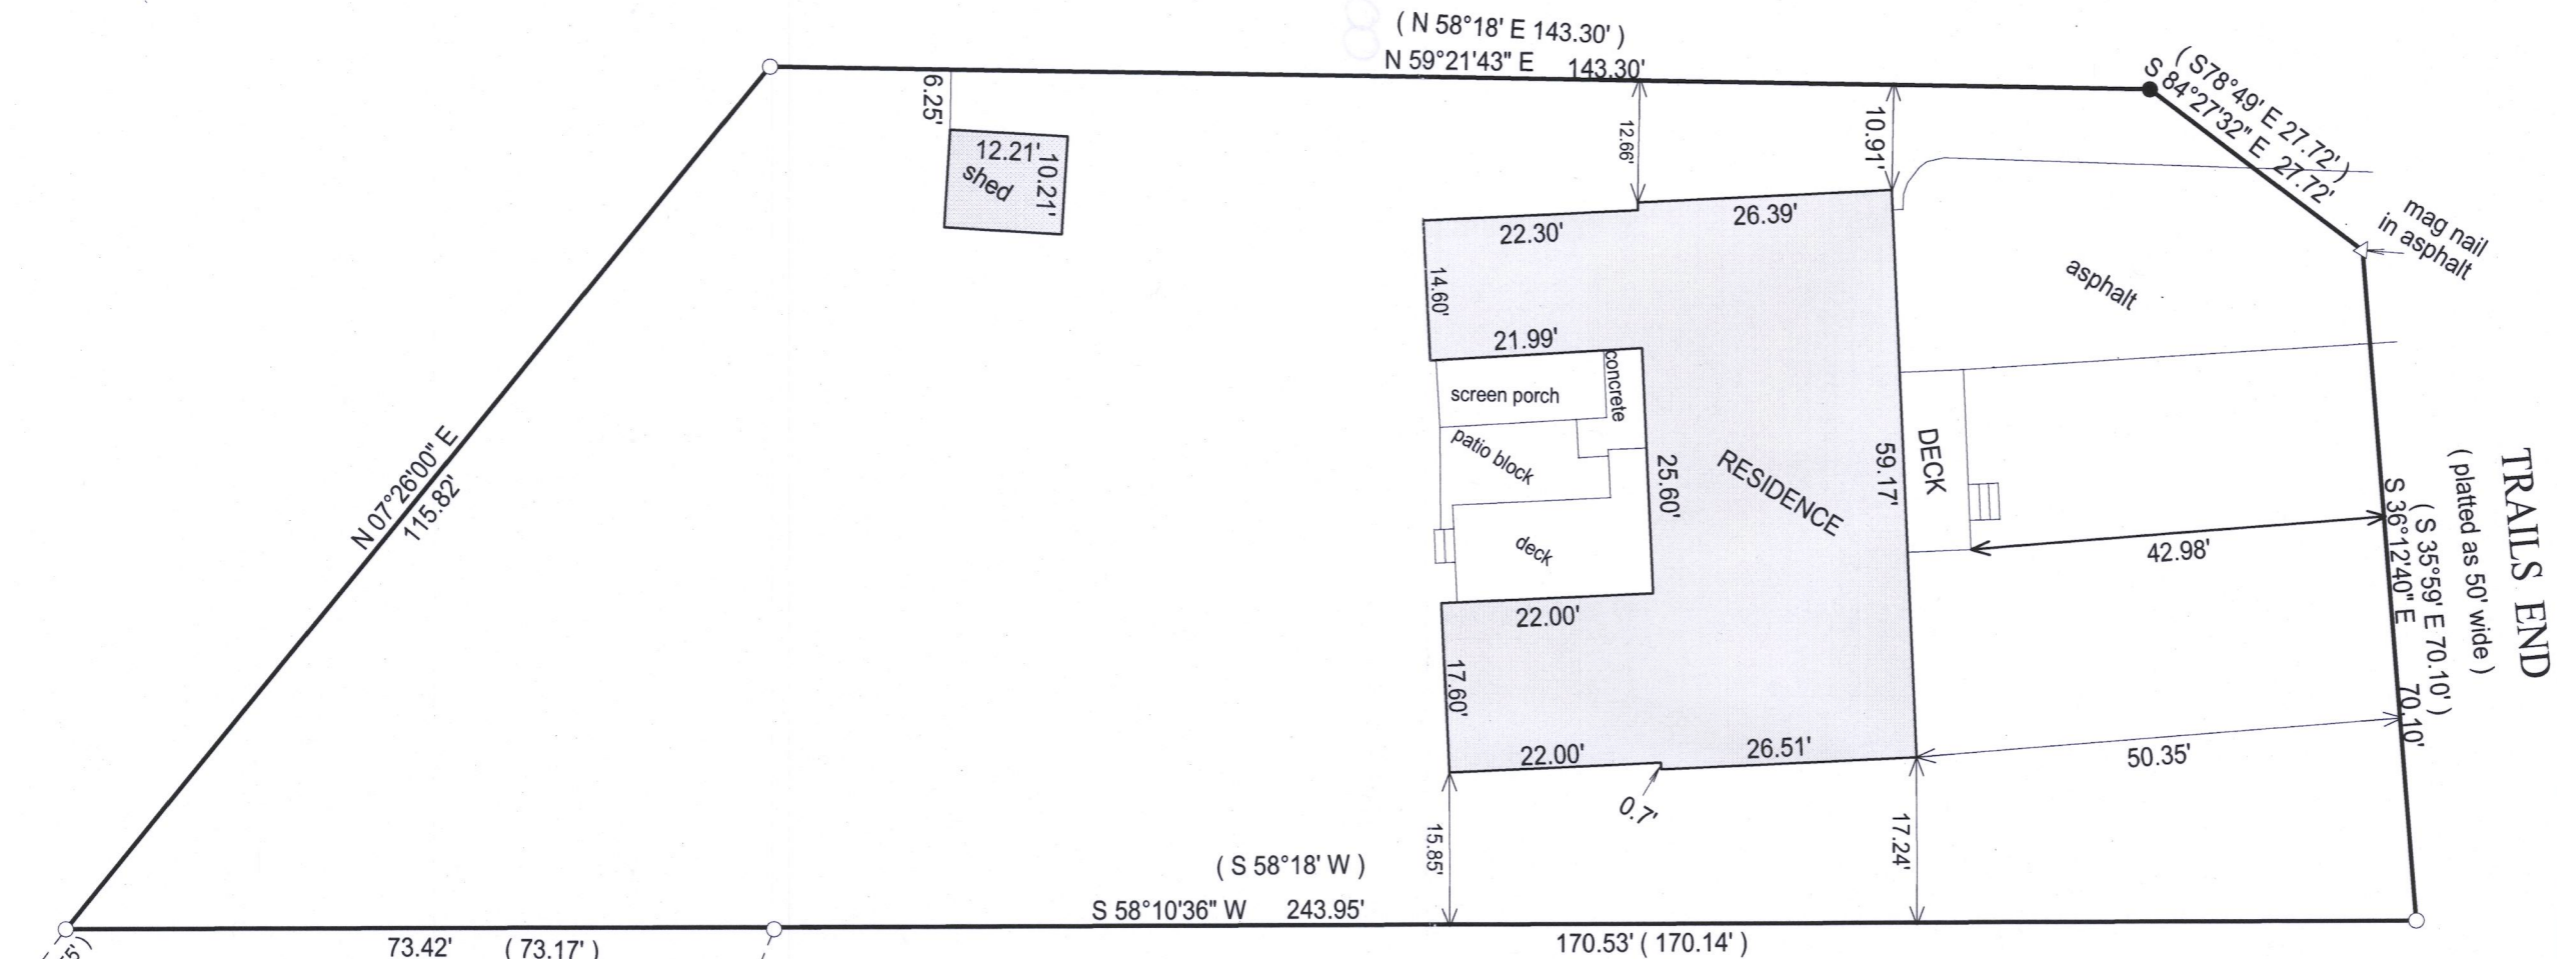 ( N 58°18' E 143.30' )
N 59°21'43" E 143.30'
( S78°49' E 27.72' )
S 84°27'32" E 27.72'
mag nail
in asphalt
6.25'
12.21'
10.21'
shed
12.66'
10.91'
22.30'
26.39'
14.60'
21.99'
screen porch
concrete
patio block
deck
25.60'
RESIDENCE
59.17'
DECK
asphalt
42.98'
TRAILS END
( platted as 50' wide )
( S 35°59' E 70.10' )
S 36°12'40" E 70.10'
N 07°26'00" E
115.82'
22.00'
17.60'
22.00'
26.51'
0.7'
50.35'
15.85'
17.24'
( S 58°18' W )
S 58°10'36" W 243.95'
73.42' ( 73.17' )
170.53' ( 170.14' )
5' )